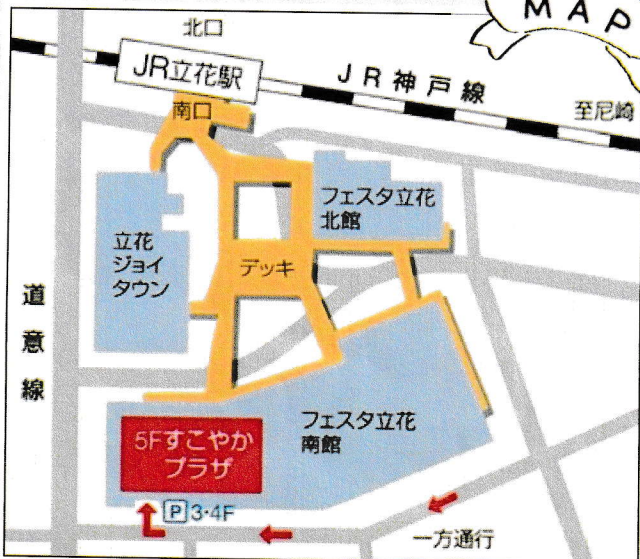 MAP
北口
JR立花駅
JR神戸線
南口
至尼崎
フェスタ立花
北館
立花
ジョイ
タウン
デッキ
道意線
フェスタ立花
南館
5Fすこやか
プラザ
P 3・4F
一方通行